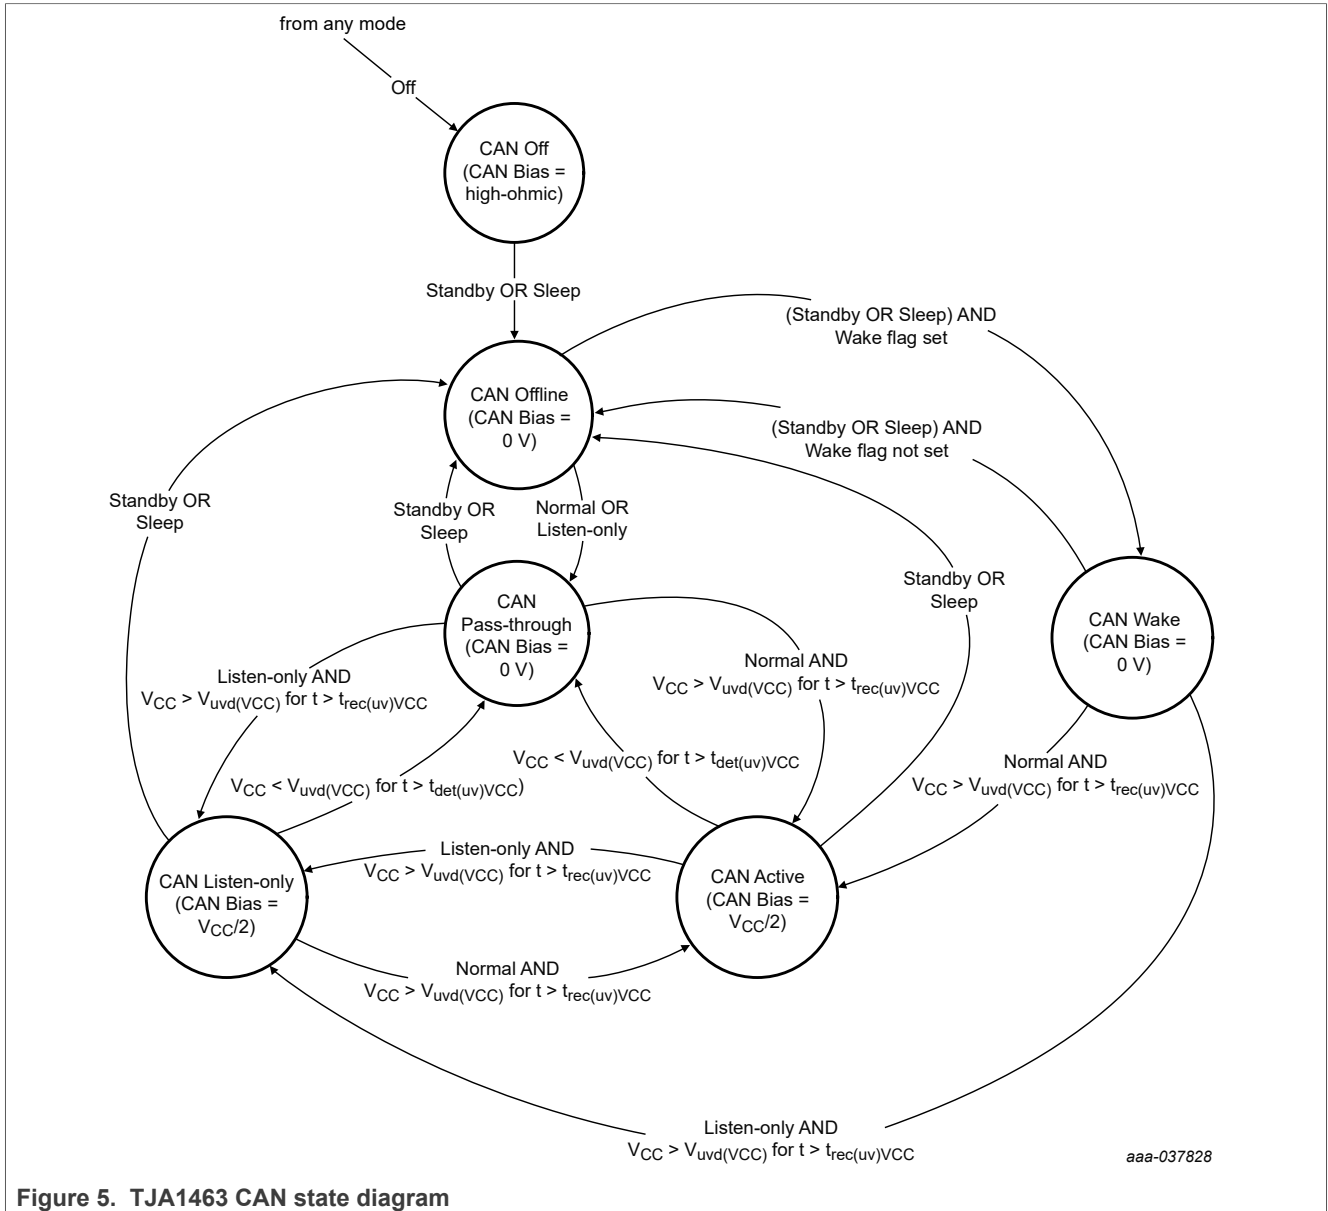 from any mode
Off
CAN Off
(CAN Bias =
high-ohmic)
Standby OR Sleep
(Standby OR Sleep) AND
Wake flag set
CAN Offline
(CAN Bias =
0 V)
(Standby OR Sleep) AND
Wake flag not set
Standby OR
Sleep
Standby OR
Sleep
Normal OR
Listen-only
Standby OR
Sleep
CAN
Pass-through
(CAN Bias =
0 V)
CAN Wake
(CAN Bias =
0 V)
Listen-only AND
VCC > Vuvd(VCC) for t > trec(uv)VCC
Normal AND
VCC > Vuvd(VCC) for t > trec(uv)VCC
VCC < Vuvd(VCC) for t > tdet(uv)VCC)
VCC < Vuvd(VCC) for t > tdet(uv)VCC
Normal AND
VCC > Vuvd(VCC) for t > trec(uv)VCC
CAN Listen-only
(CAN Bias =
VCC/2)
Listen-only AND
VCC > Vuvd(VCC) for t > trec(uv)VCC
CAN Active
(CAN Bias =
VCC/2)
Normal AND
VCC > Vuvd(VCC) for t > trec(uv)VCC
Listen-only AND
VCC > Vuvd(VCC) for t > trec(uv)VCC
aaa-037828
Figure 5. TJA1463 CAN state diagram